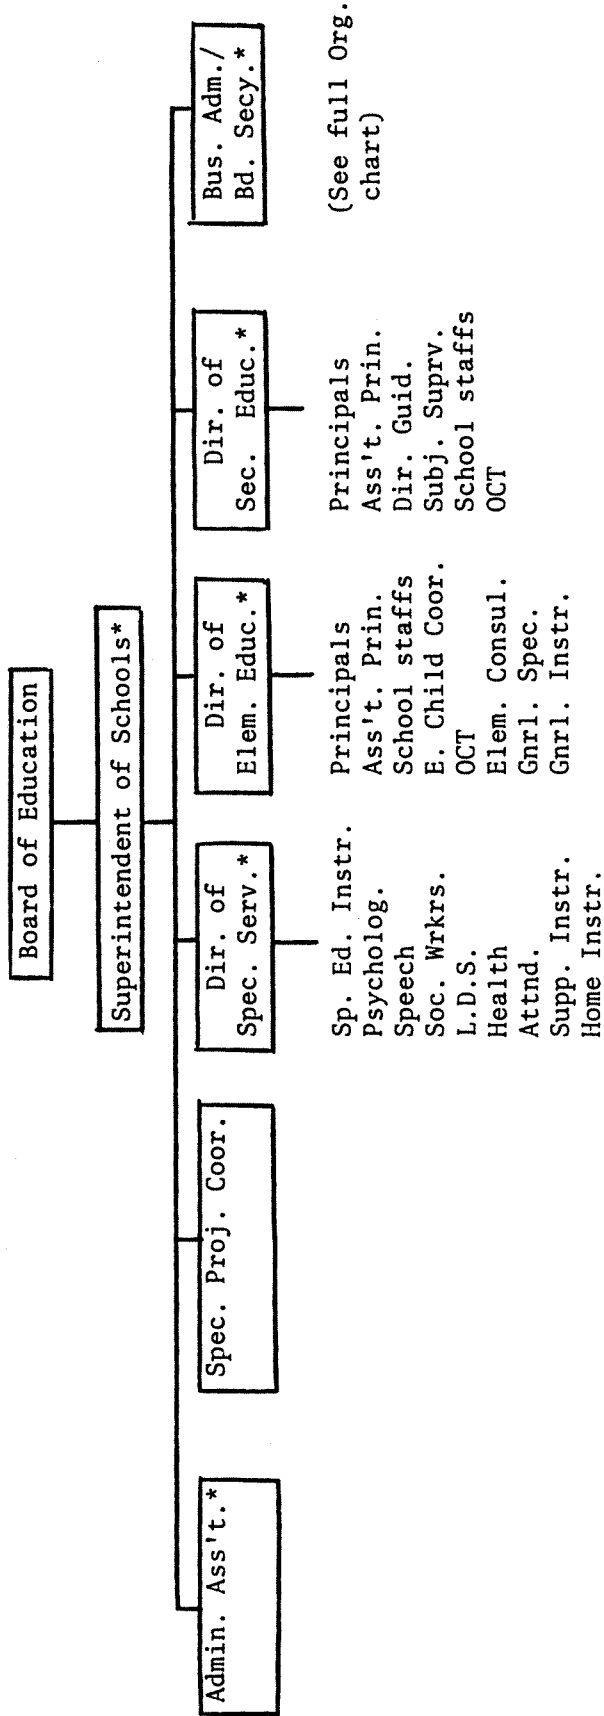 Board of Education
Superintendent of Schools*
Admin. Ass't.*
Spec. Proj. Coor.
Dir. of
Spec. Serv.*
Dir. of
Elem. Educ.*
Dir. of
Sec. Educ.*
Bus. Adm./
Bd. Secy.*
Sp. Ed. Instr.
Psycholog.
Speech
Soc. Wrkrs.
L.D.S.
Health
Attnd.
Supp. Instr.
Home Instr.
Principals
Ass't. Prin.
School staffs
E. Child Coor.
OCT
Elem. Consul.
Gnrl. Spec.
Gnrl. Instr.
Principals
Ass't. Prin.
Dir. Guid.
Subj. Suprv.
School staffs
OCT
(See full Org.
chart)